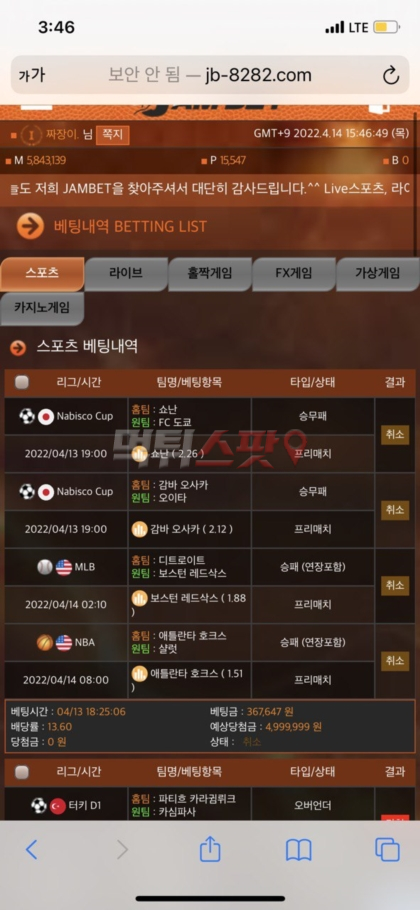 3:46 LTE
가가 보안 안 됨 — jb-8282.com
짜장이. 님 쪽지 GMT+9 2022.4.14 15:46:49 (목)
M 5,843,139 P 15,547 B 0
늘도 저희 JAMBET을 찾아주셔서 대단히 감사드립니다.^^ Live스포츠, 라이
베팅내역 BETTING LIST
스포츠 라이브 홀짝게임 FX게임 가상게임
카지노게임
스포츠 베팅내역
리그/시간 팀명/베팅항목 타입/상태 결과
Nabisco Cup 홈팀 : 쇼난 승무패
원팀 : FC 도쿄
취소
2022/04/13 19:00 쇼난 ( 2.26 ) 프리매치
먹튀스팟
Nabisco Cup 홈팀 : 감바 오사카 승무패
원팀 : 오이타
취소
2022/04/13 19:00 감바 오사카 ( 2.12 ) 프리매치
MLB 홈팀 : 디트로이트 승패 (연장포함)
원팀 : 보스턴 레드삭스
취소
2022/04/14 02:10 보스턴 레드삭스 ( 1.88 프리매치
)
NBA 홈팀 : 애틀란타 호크스 승패 (연장포함)
원팀 : 샬럿
취소
2022/04/14 08:00 애틀란타 호크스 ( 1.51 프리매치
)
베팅시간 : 04/13 18:25:06 베팅금 : 367,647 원
배당률 : 13.60 예상당첨금 : 4,999,999 원
당첨금 : 0 원 상태 : 취소
리그/시간 팀명/베팅항목 타입/상태 결과
터키 D1 홈팀 : 파티흐 카라귐뤼크 오버언더
원팀 : 카심파사